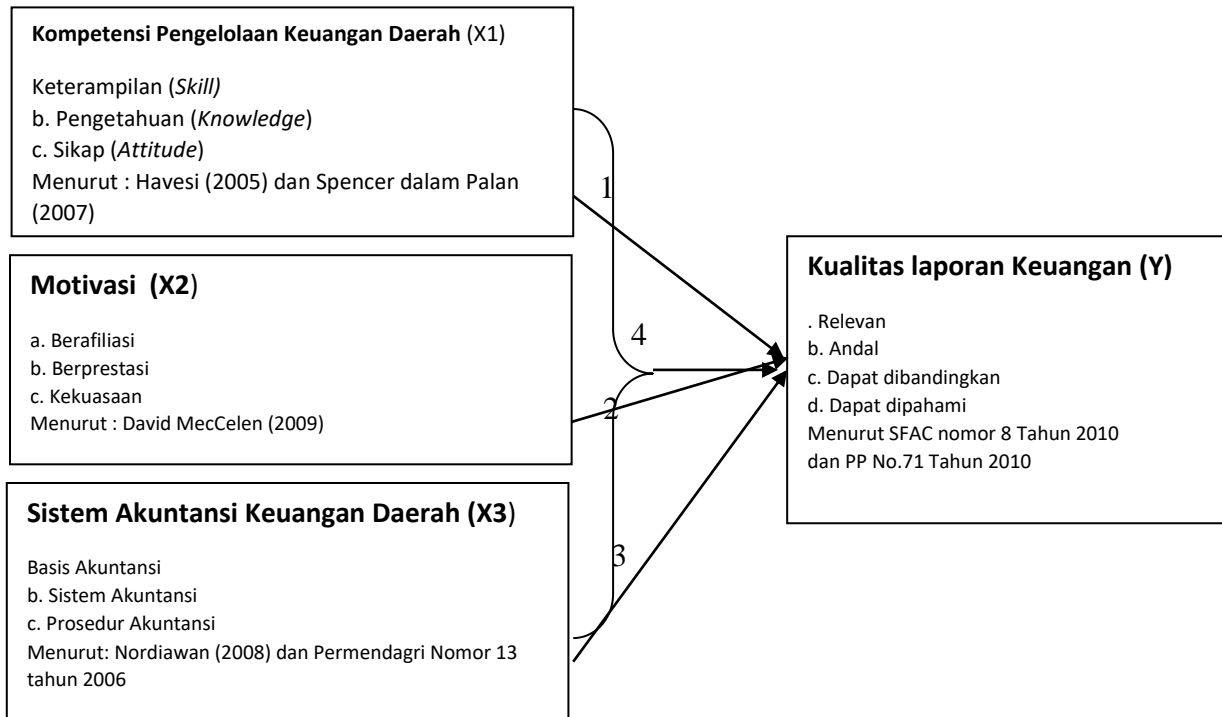 Kompetensi Pengelolaan Keuangan Daerah (X1)
Keterampilan (Skill)
b. Pengetahuan (Knowledge)
c. Sikap (Attitude)
Menurut : Havesi (2005) dan Spencer dalam Palan
(2007)
1
Motivasi (X2)
a. Berafiliasi
b. Berprestasi
c. Kekuasaan
Menurut : David MecCelen (2009)
4
2
Sistem Akuntansi Keuangan Daerah (X3)
Basis Akuntansi
b. Sistem Akuntansi
c. Prosedur Akuntansi
Menurut: Nordiawan (2008) dan Permendagri Nomor 13
tahun 2006
3
Kualitas laporan Keuangan (Y)
. Relevan
b. Andal
c. Dapat dibandingkan
d. Dapat dipahami
Menurut SFAC nomor 8 Tahun 2010
dan PP No.71 Tahun 2010